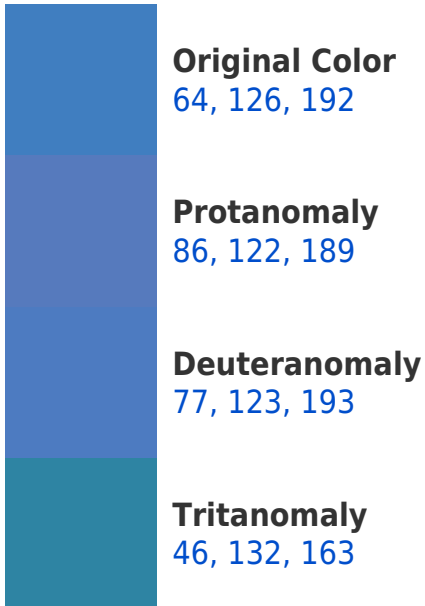 Original Color
64, 126, 192
Protanomaly
86, 122, 189
Deuteranomaly
77, 123, 193
Tritanomaly
46, 132, 163